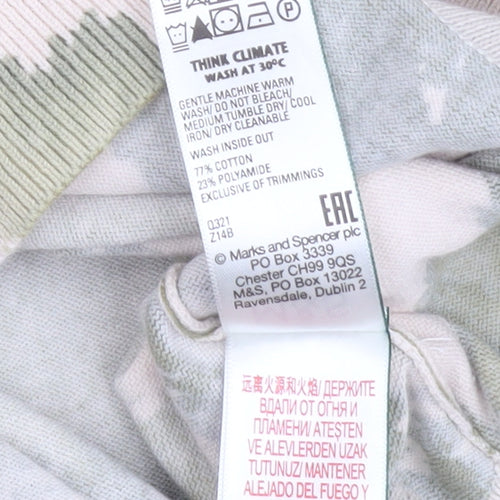 THINK CLIMATE
WASH AT 30°C
GENTLE MACHINE WARM
WASH/ DO NOT BLEACH/
MEDIUM TUMBLE DRY/ COOL
IRON/ DRY CLEANABLE
WASH INSIDE OUT
77% COTTON
23% POLYAMIDE
EXCLUSIVE OF TRIMMINGS
Q321
Z14B
EAC
© Marks and Spencer plc
PO Box 3339
Chester CH99 9QS
M&S, PO Box 13022
Ravensdale, Dublin 2
远离火源和火焰/ ДЕРЖИТЕ
ВДАЛИ ОТ ОГНЯ И
ПЛАМЕНИ/ ATEŞTEN
VE ALEVLERDEN UZAK
TUTUNUZ/ MANTENER
ALEJADO DEL FUEGO Y